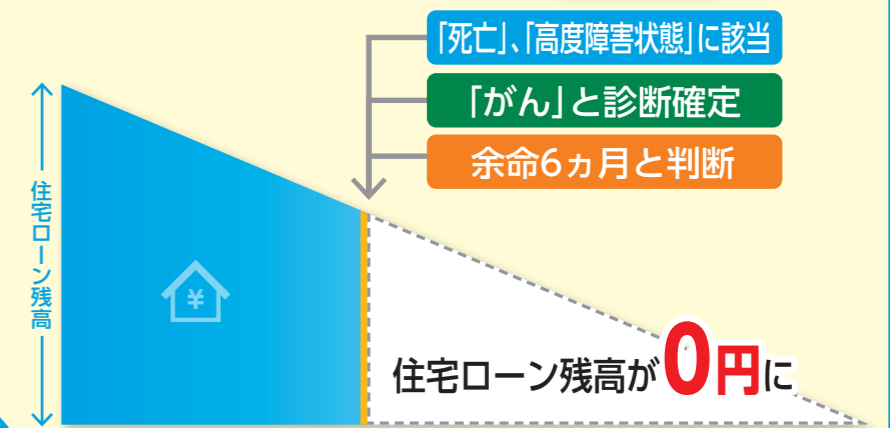 「死亡」、「高度障害状態」に該当
「がん」と診断確定
余命6ヵ月と判断
住宅ローン残高
¥
住宅ローン残高が0円に